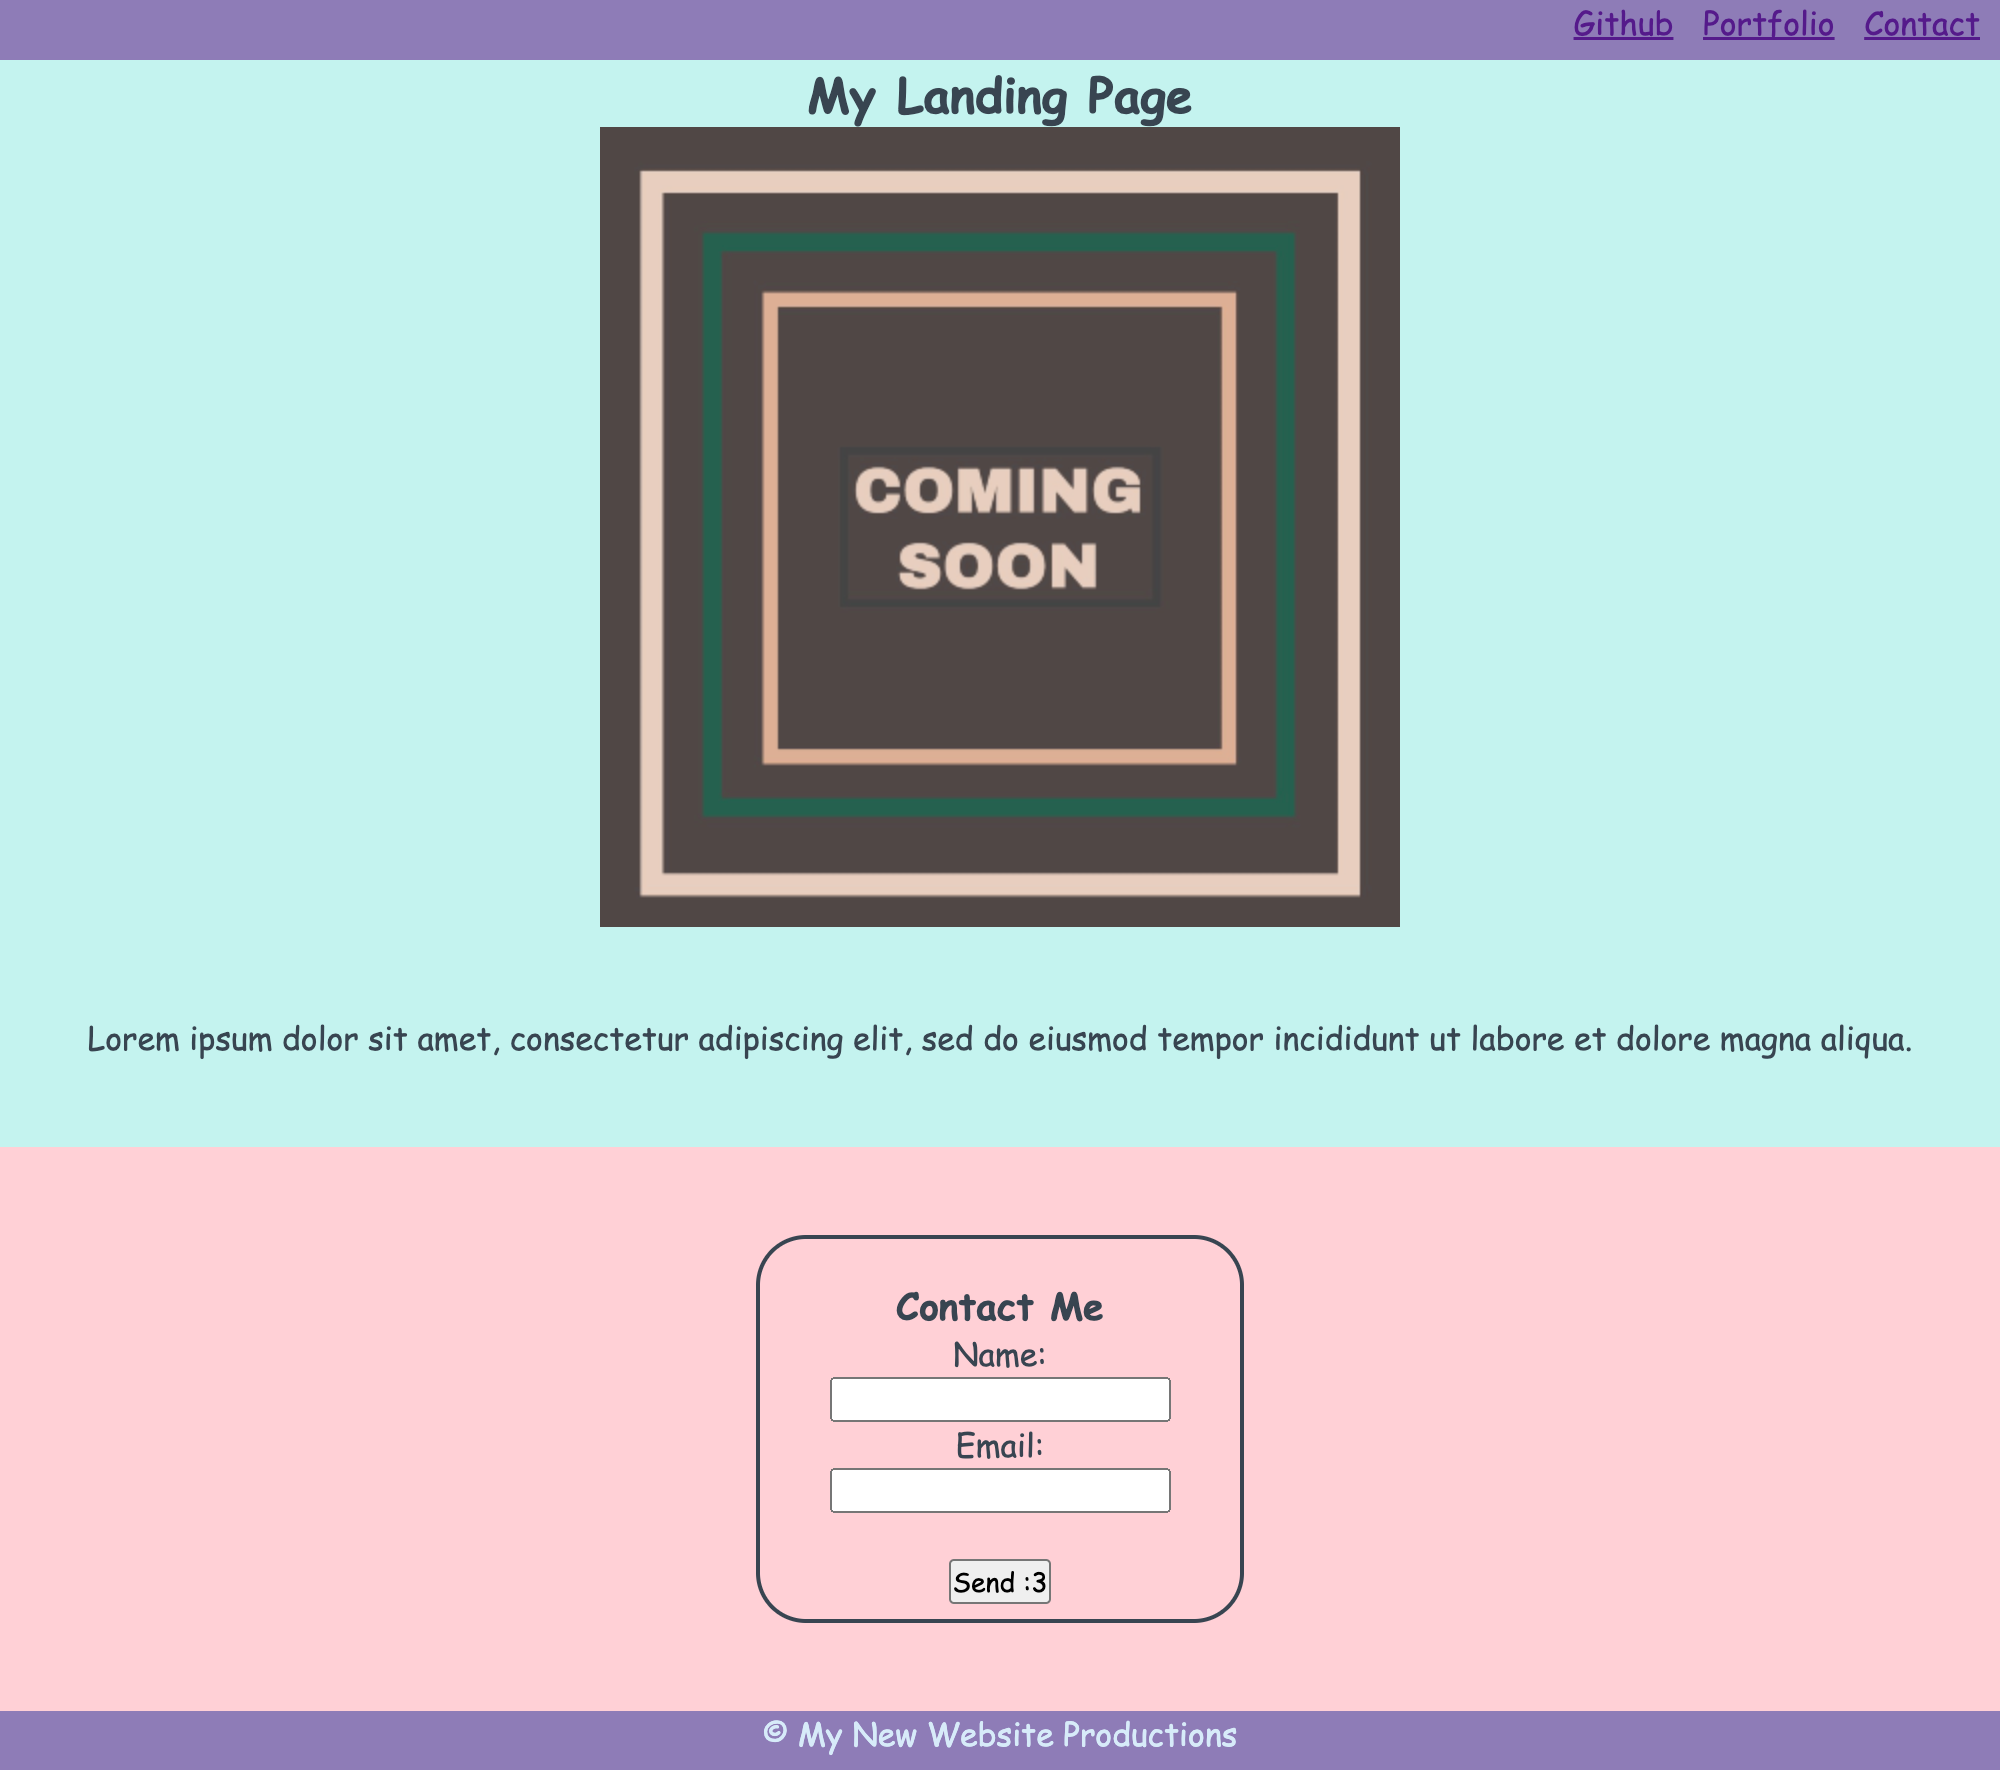 Github Portfolio Contact
My Landing Page
COMING
SOON
Lorem ipsum dolor sit amet, consectetur adipiscing elit, sed do eiusmod tempor incididunt ut labore et dolore magna aliqua.
Contact Me
Name:
Email:
Send :3
© My New Website Productions